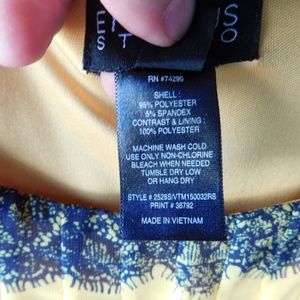 RN #74299
SHELL :
95% POLYESTER
5% SPANDEX
CONTRAST & LINING :
100% POLYESTER
MACHINE WASH COLD
USE ONLY NON-CHLORINE
BLEACH WHEN NEEDED
TUMBLE DRY LOW
OR HANG DRY
STYLE # 2528S/VTM150032RS
PRINT # 36792
MADE IN VIETNAM